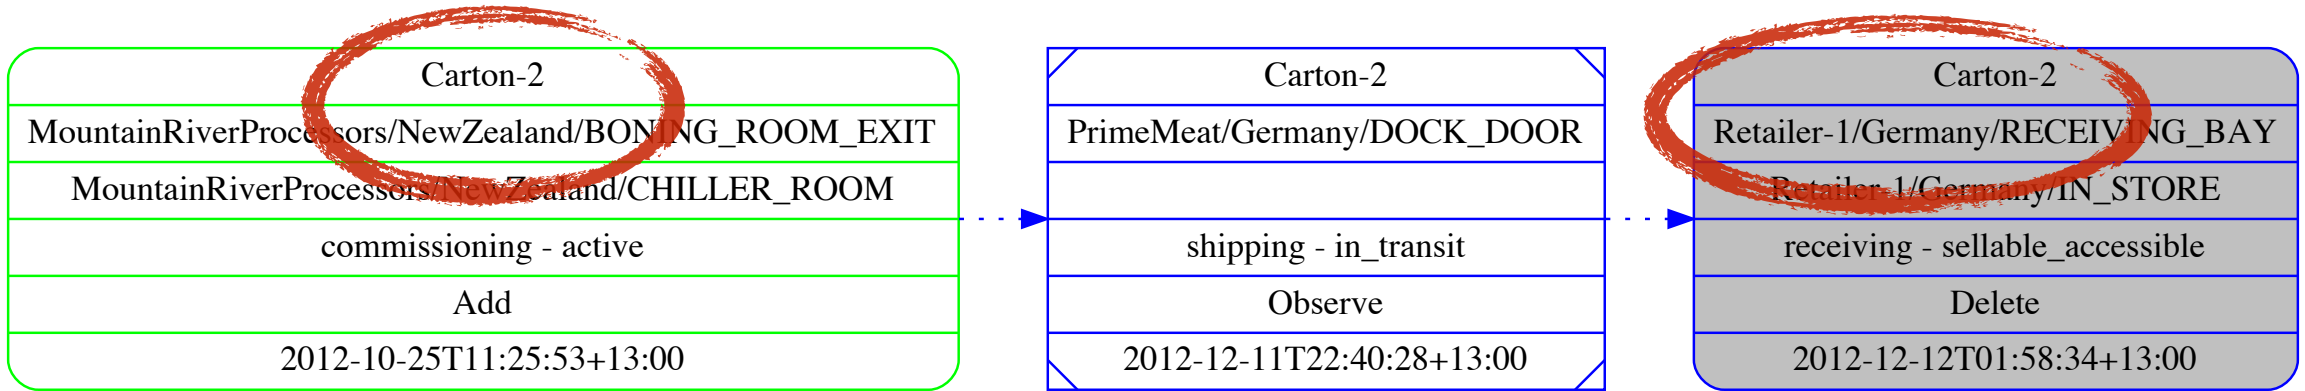 Carton-2
MountainRiverProcessors/NewZealand/BONING_ROOM_EXIT
MountainRiverProcessors/NewZealand/CHILLER_ROOM
commissioning - active
Add
2012-10-25T11:25:53+13:00
Carton-2
PrimeMeat/Germany/DOCK_DOOR
shipping - in_transit
Observe
2012-12-11T22:40:28+13:00
Carton-2
Retailer-1/Germany/RECEIVING_BAY
Retailer-1/Germany/IN_STORE
receiving - sellable_accessible
Delete
2012-12-12T01:58:34+13:00